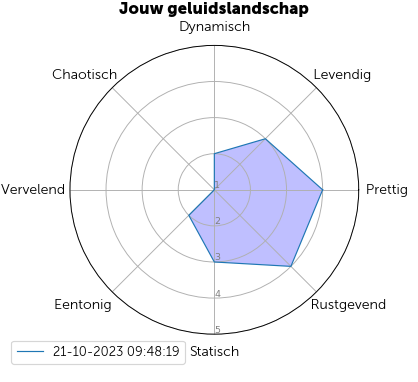 Jouw geluidslandschap
Dynamisch
Chaotisch
Levendig
Vervelend
Prettig
1
2
3
4
5
Eentonig
Rustgevend
21-10-2023 09:48:19
Statisch